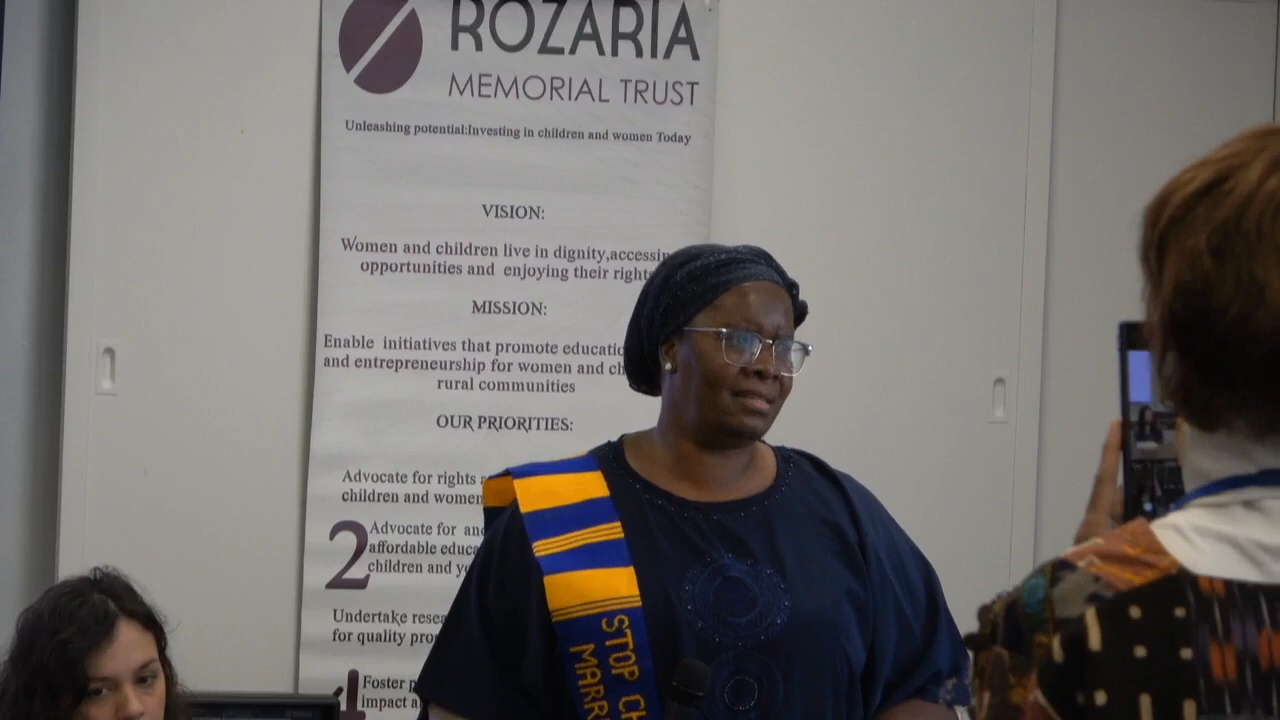 ROZARIA
MEMORIAL TRUST
Unleashing potential:Investing in children and women Today
VISION:
Women and children live in dignity,accessin
opportunities and enjoying their rights
MISSION:
Enable initiatives that promote educatio
and entrepreneurship for women and ch
rural communities
OUR PRIORITIES:
Advocate for rights a
children and women
2
Advocate for and
affordable educa
children and yo
Undertake resea
for quality pro
Foster p
impact a
STOP CH
MARR